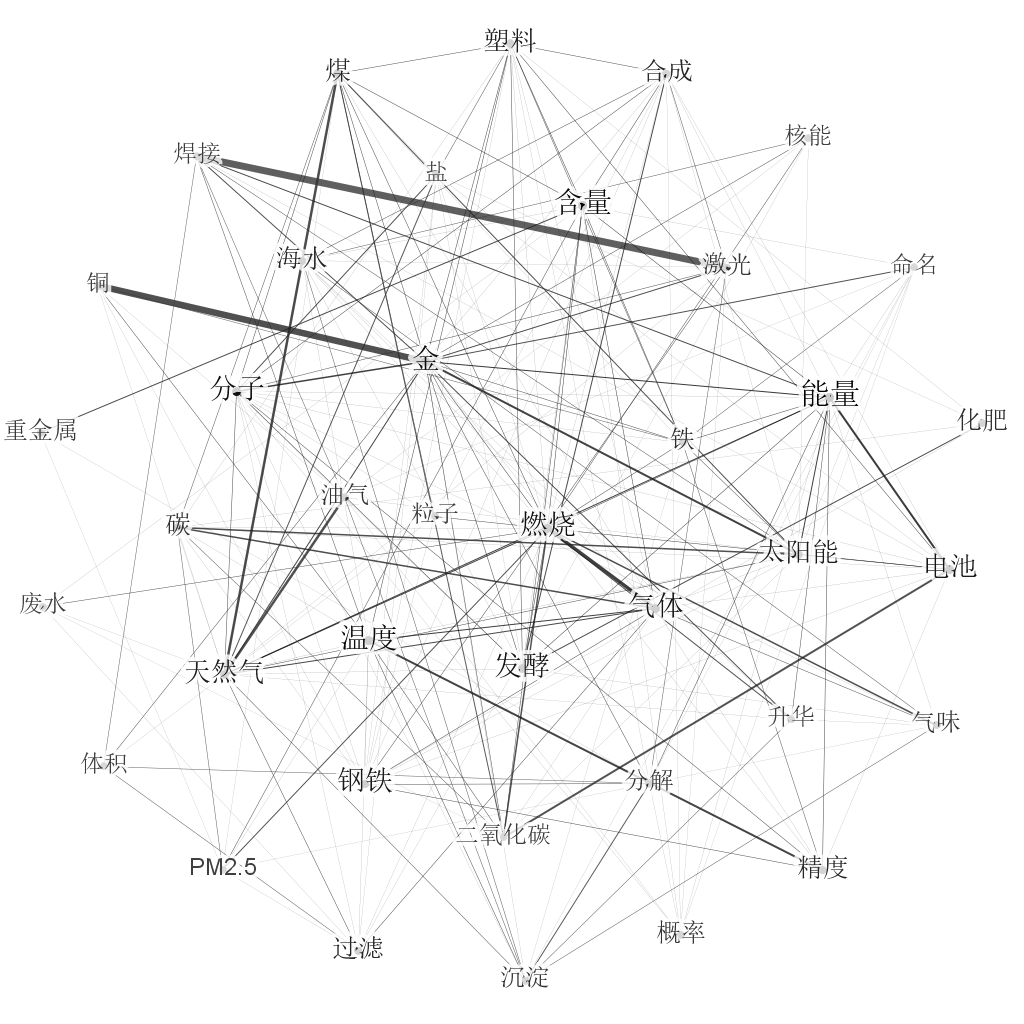 塑料
煤
合成
核能
焊接
盐
含量
海水
激光
命名
铜
金
分子
能量
重金属
化肥
铁
油气
粒子
碳
燃烧
太阳能
电池
废水
气体
温度
天然气
发酵
升华
气味
体积
钢铁
分解
二氧化碳
PM2.5
精度
概率
过滤
沉淀